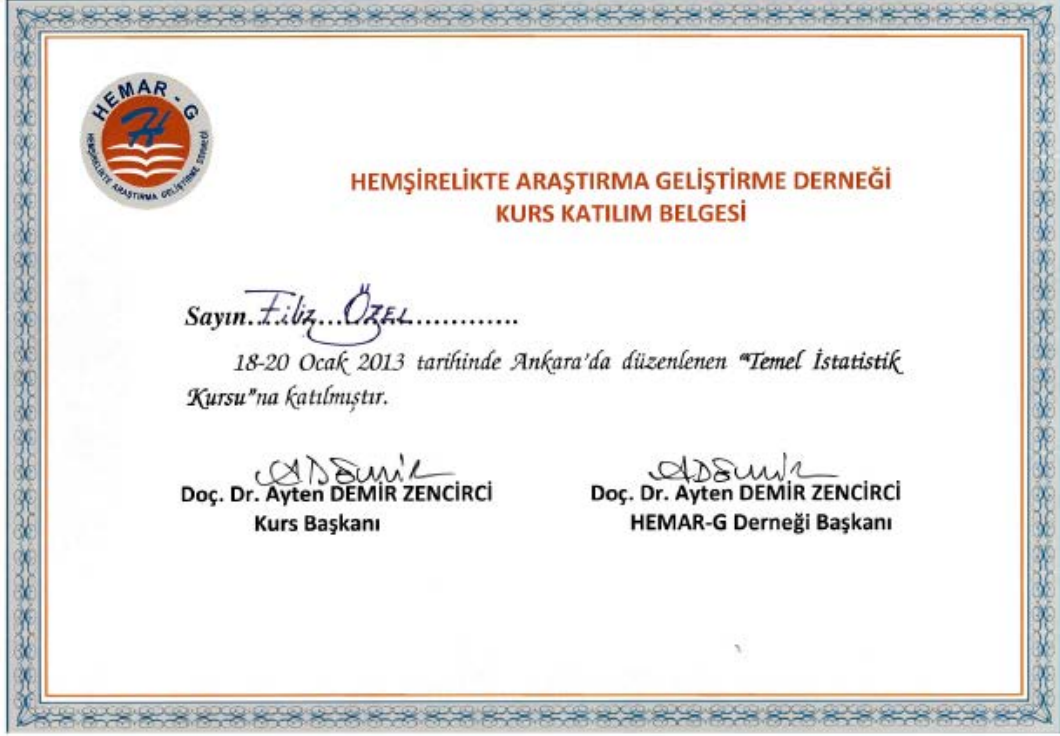 HEMAR - G
HEMŞİRELİKTE ARAŞTIRMA GELİŞTİRME DERNEĞİ
HEMŞİRELİKTE ARAŞTIRMA GELİŞTİRME DERNEĞİ
KURS KATILIM BELGESİ
Sayın..Filiz...ÖZEL.............
18-20 Ocak 2013 tarihinde Ankara'da düzenlenen "Temel İstatistik
Kursu"na katılmıştır.
ADemir ADemir
Doç. Dr. Ayten DEMİR ZENCİRCİ Doç. Dr. Ayten DEMİR ZENCİRCİ
Kurs Başkanı HEMAR-G Derneği Başkanı